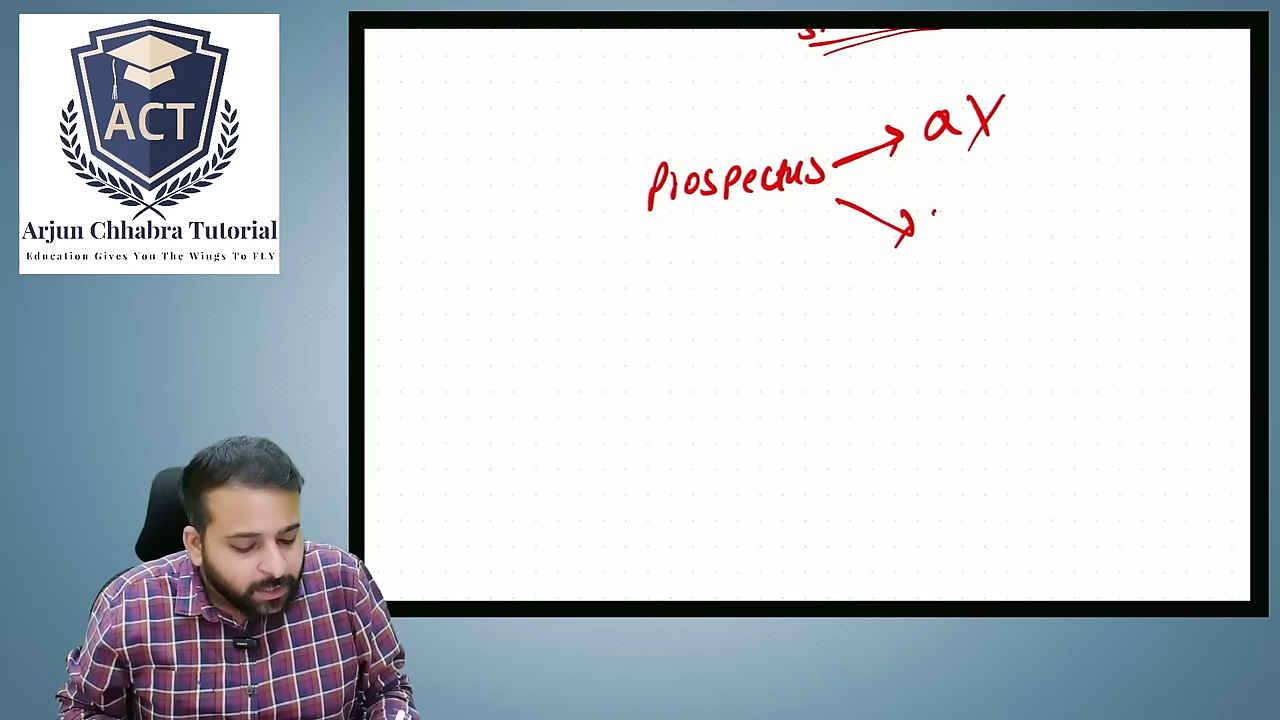 ACT
Arjun Chhabra Tutorial
Education Gives You The Wings To FLY
a X
Prospectus